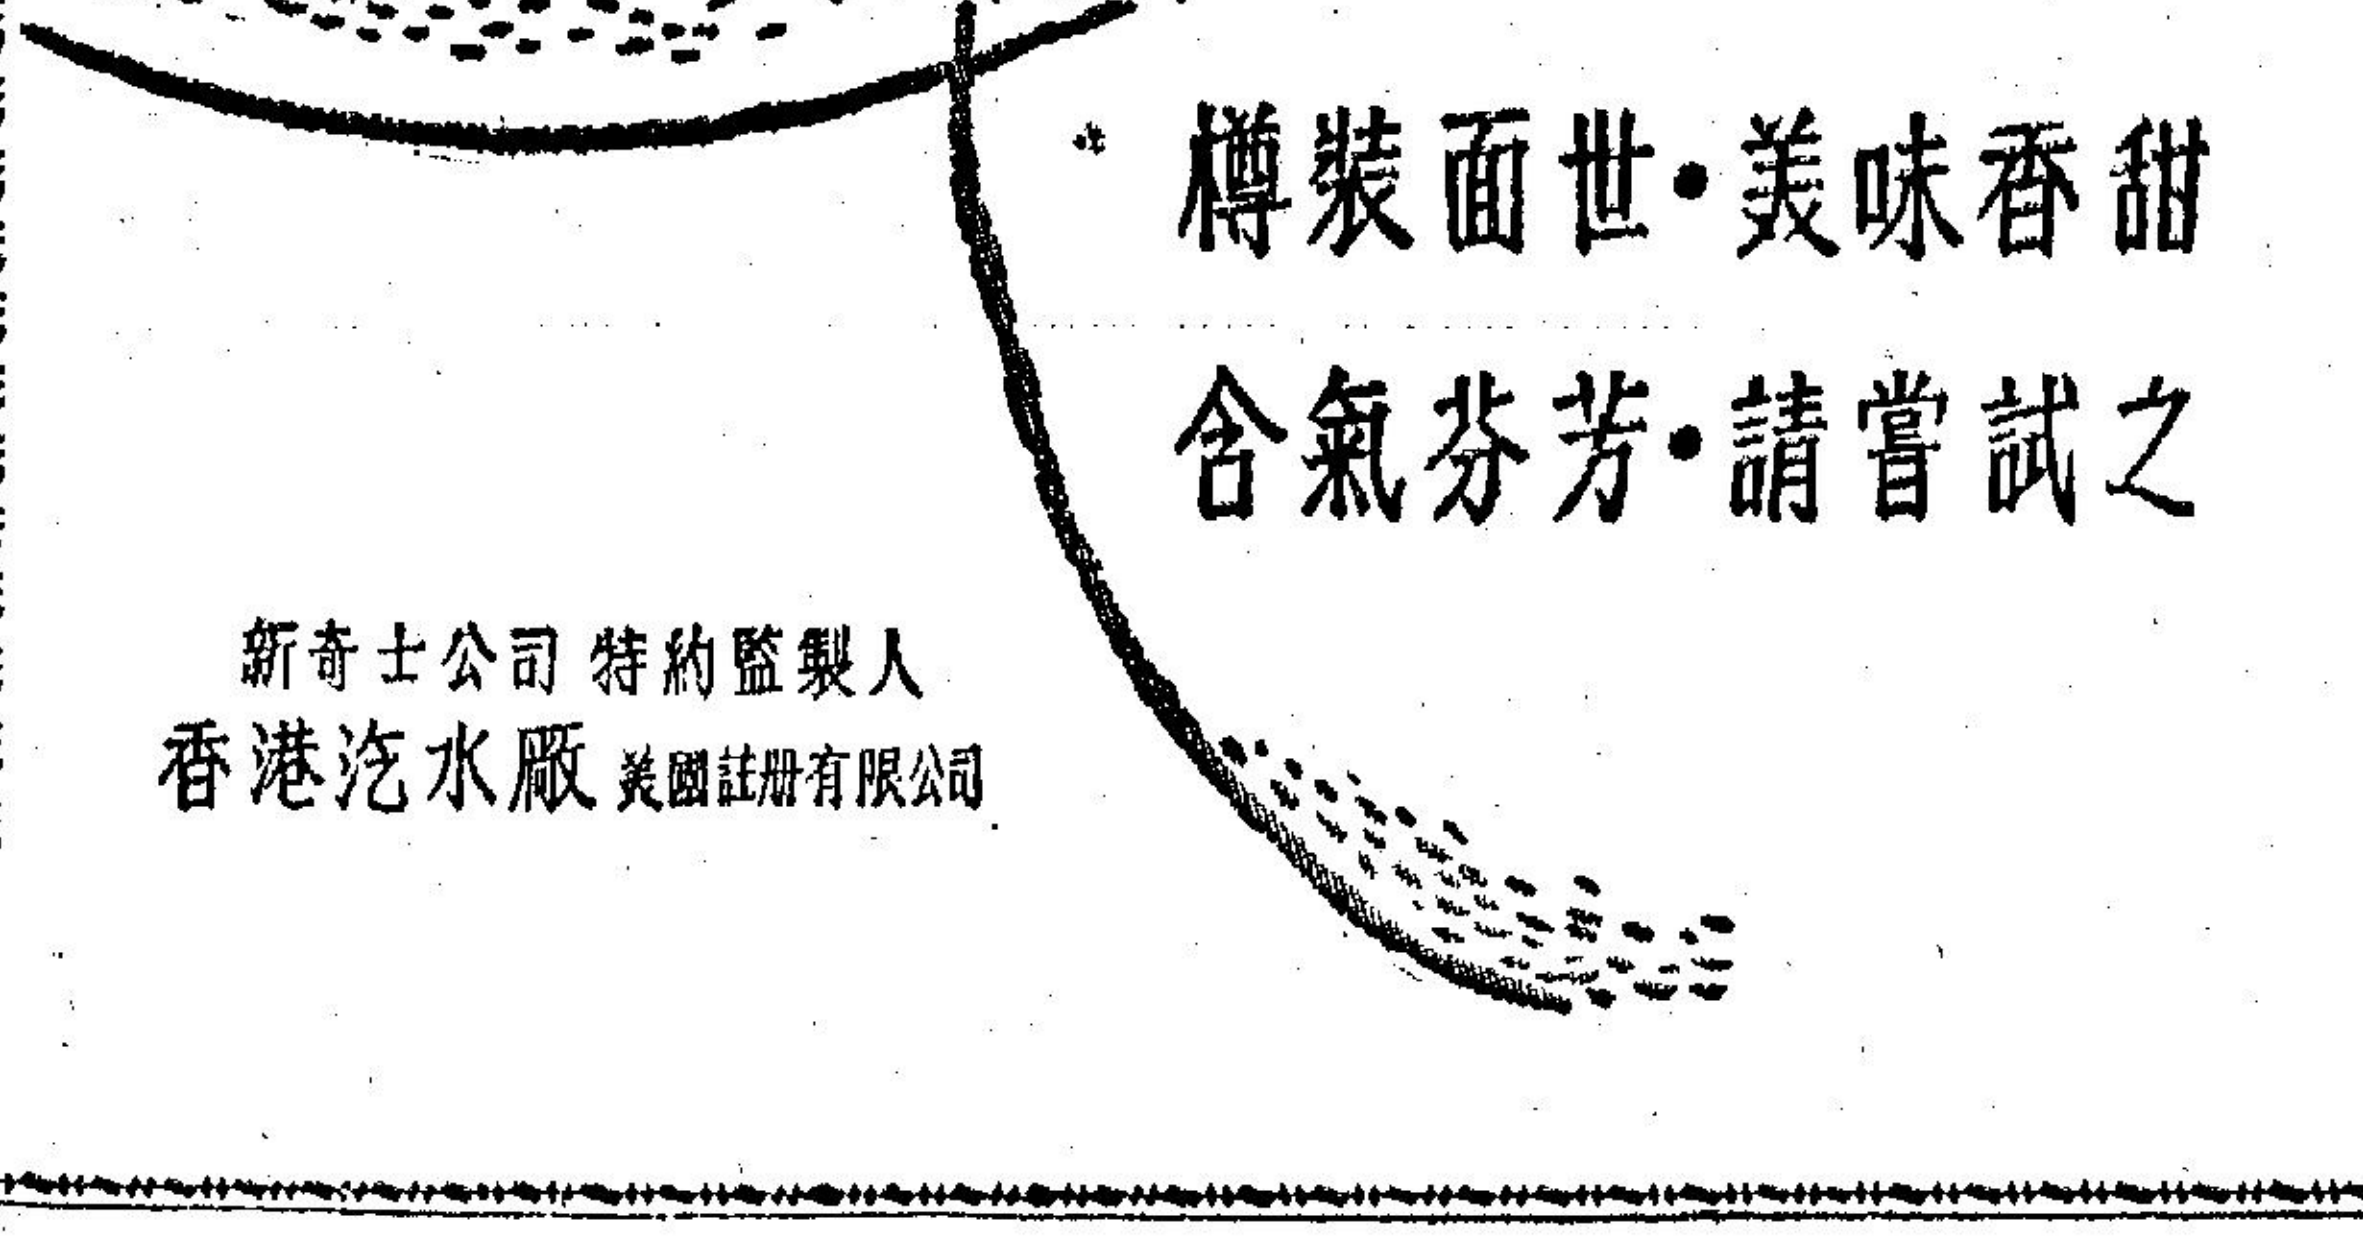 樽裝面世•美味香甜
含氣芬芳•請嘗試之
新奇士公司 特約監製人
香港汽水廠 美國註册有限公司